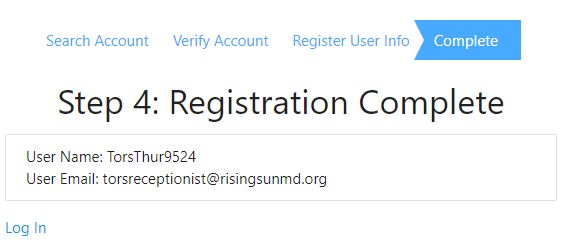 Search Account Verify Account Register User Info Complete
Step 4: Registration Complete
User Name: TorsThur9524
User Email: torsreceptionist@risingsunmd.org
Log In